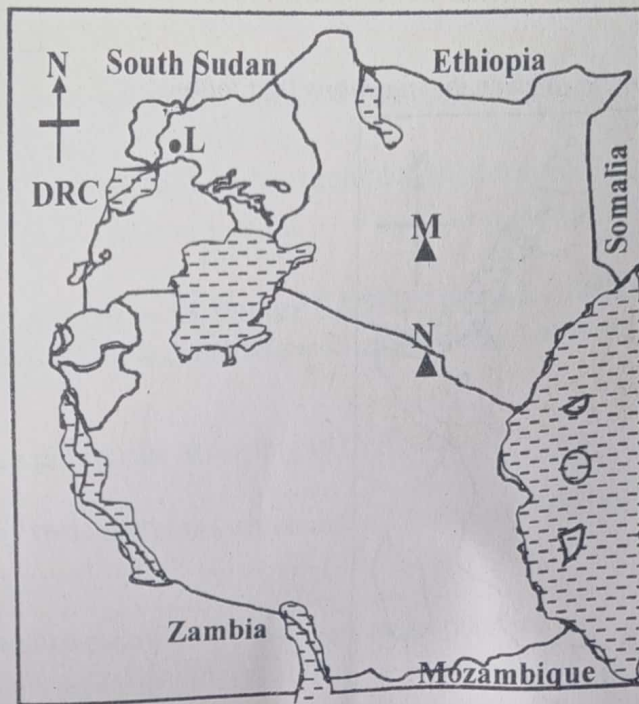 N
South Sudan
Ethiopia
L
DRC
Somalia
M
N
Zambia
Mozambique